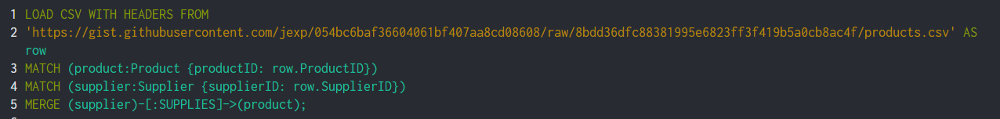 1 LOAD CSV WITH HEADERS FROM
2 'https://gist.githubusercontent.com/jexp/054bc6baf36604061bf407aa8cd08608/raw/8bdd36dfc88381995e6823ff3f419b5a0cb8ac4f/products.csv' AS
row
3 MATCH (product:Product {productID: row.ProductID})
4 MATCH (supplier:Supplier {supplierID: row.SupplierID})
5 MERGE (supplier)-[:SUPPLIES]->(product);